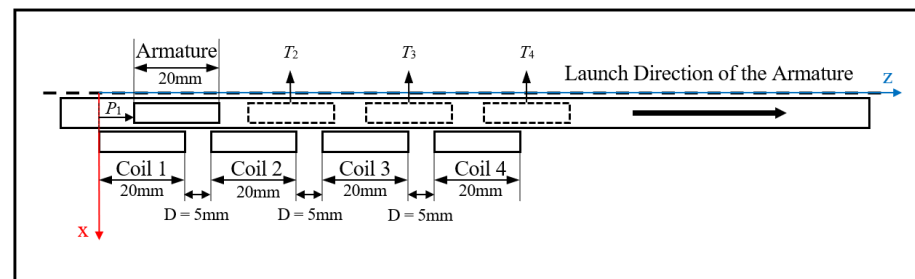 Armature
20mm
T2
T3
T4
Launch Direction of the Armature
z
P1
Coil 1
Coil 2
Coil 3
Coil 4
20mm
20mm
20mm
20mm
D = 5mm
D = 5mm
D = 5mm
x